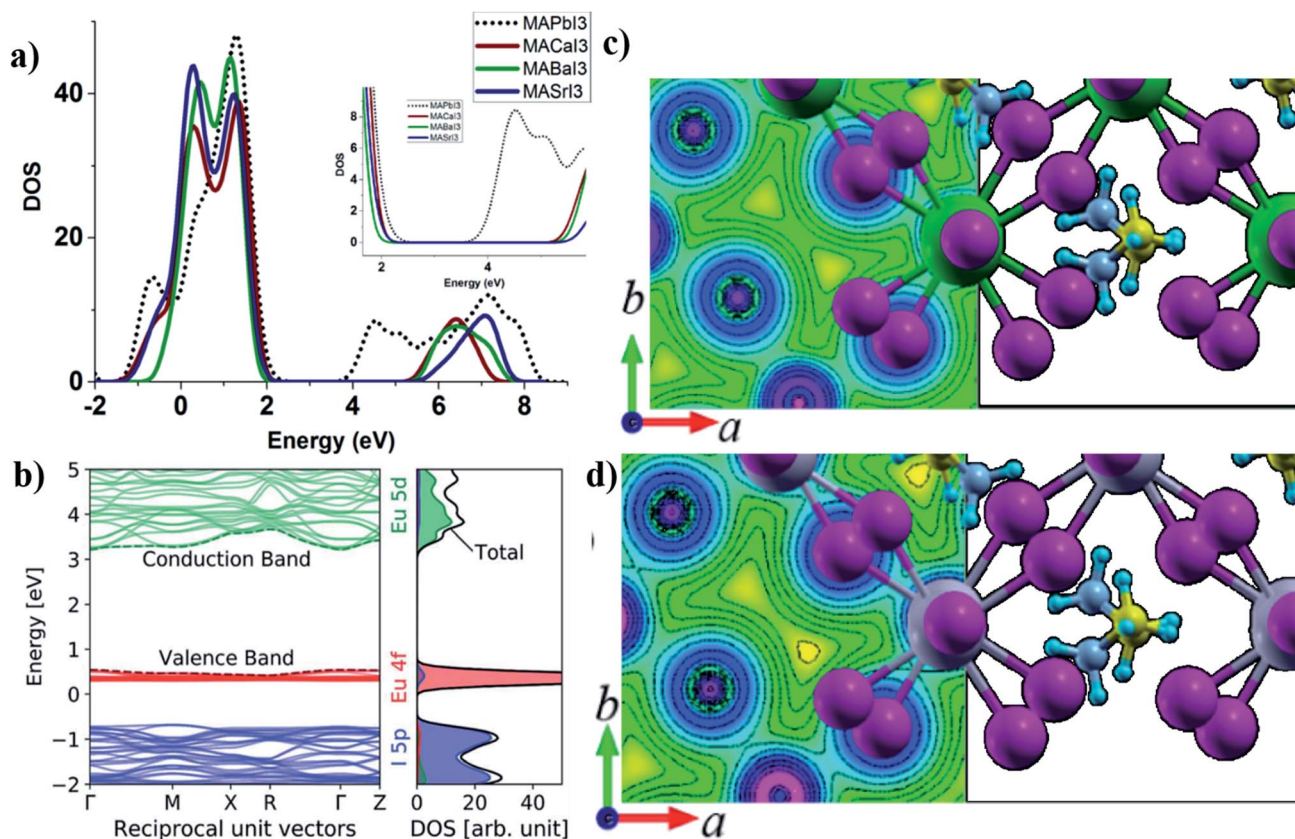 a)
DOS
40
20
0
-2
0
2
4
6
8
Energy (eV)
MAPbI3
MACaI3
MABaI3
MASrI3
MAPbI3
MACaI3
MABaI3
MASrI3
DOS
8
6
4
2
0
2
4
Energy (eV)
Energy (eV)
c)
b
c
a
b)
Energy [eV]
5
4
3
2
1
0
−1
−2
Conduction Band
Valence Band
Γ
M
X
R
Γ
Z
Reciprocal unit vectors
Eu 5d
Eu 4f
I 5p
Total
0
20
40
DOS [arb. unit]
d)
b
a